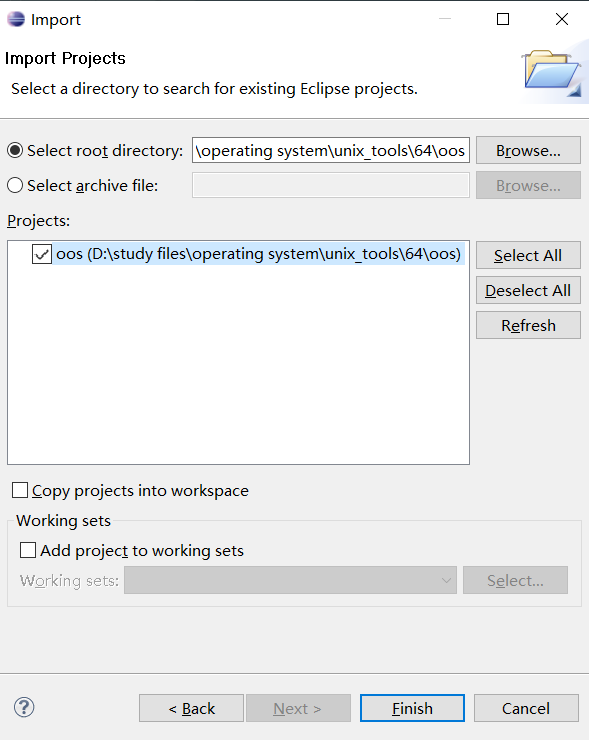 Import
Import Projects
Select a directory to search for existing Eclipse projects.
Select root directory: \operating system\unix_tools\64\oos Browse...
Select archive file: Browse...
Projects:
oos (D:\study files\operating system\unix_tools\64\oos)
Select All
Deselect All
Refresh
Copy projects into workspace
Working sets
Add project to working sets
Working sets: Select...
? < Back Next > Finish Cancel